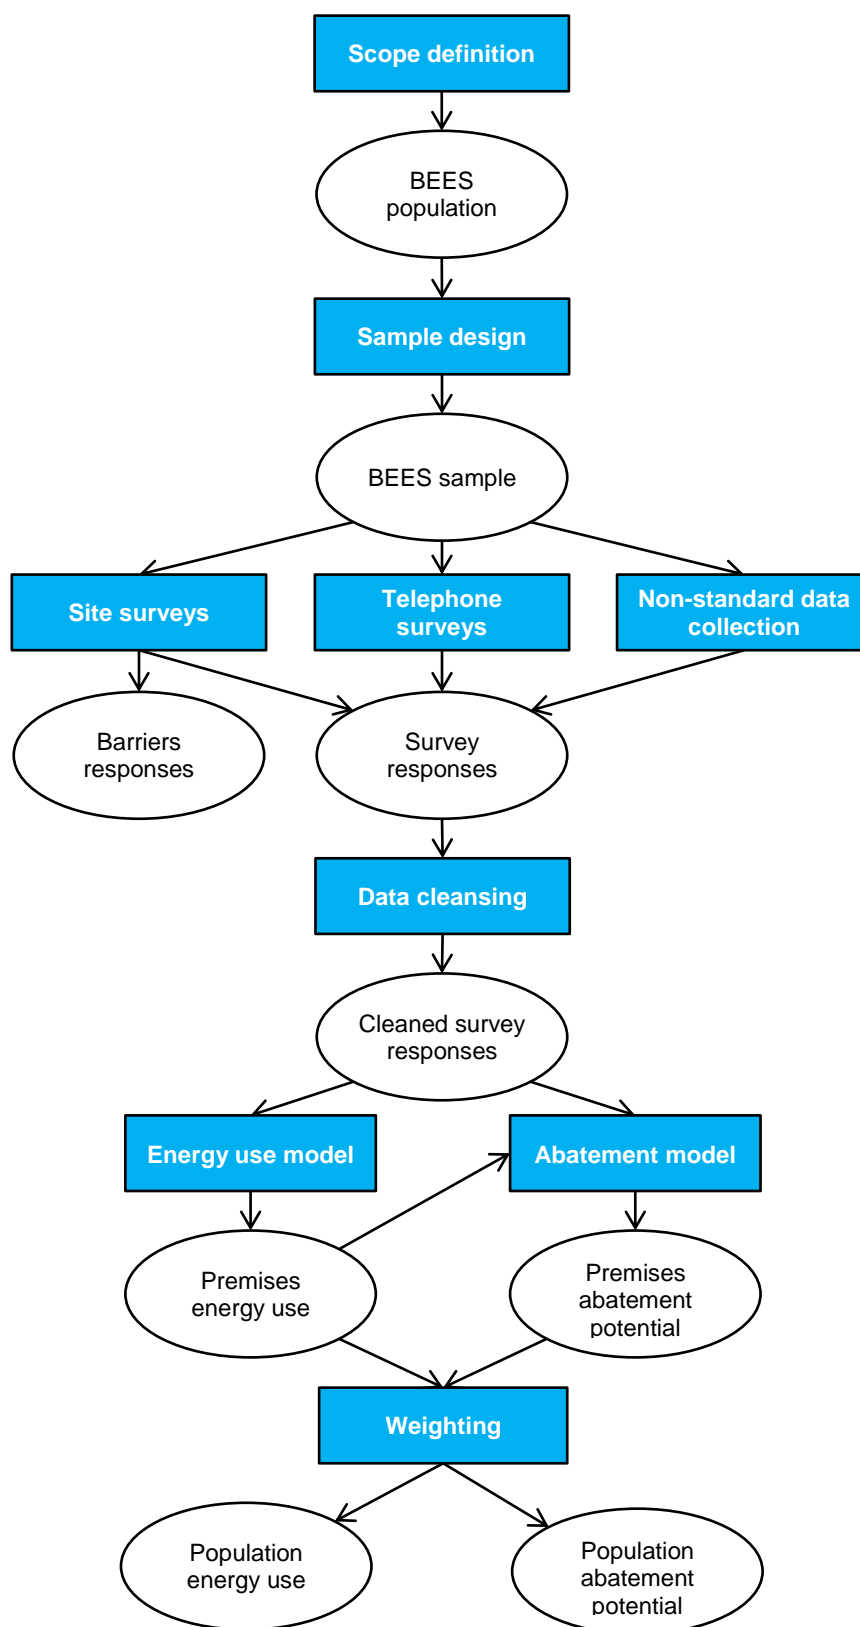 Scope definition
BEES
population
Sample design
BEES sample
Site surveys
Telephone
surveys
Non-standard data
collection
Barriers
responses
Survey
responses
Data cleansing
Cleaned survey
responses
Energy use model
Abatement model
Premises
energy use
Premises
abatement
potential
Weighting
Population
energy use
Population
abatement
potential